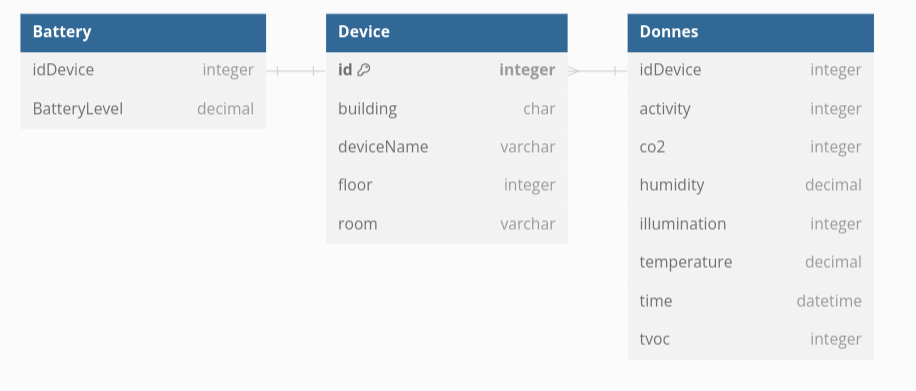 Battery
idDevice integer
BatteryLevel decimal
Device
id integer
building char
deviceName varchar
floor integer
room varchar
Donnes
idDevice integer
activity integer
co2 integer
humidity decimal
illumination integer
temperature decimal
time datetime
tvoc integer